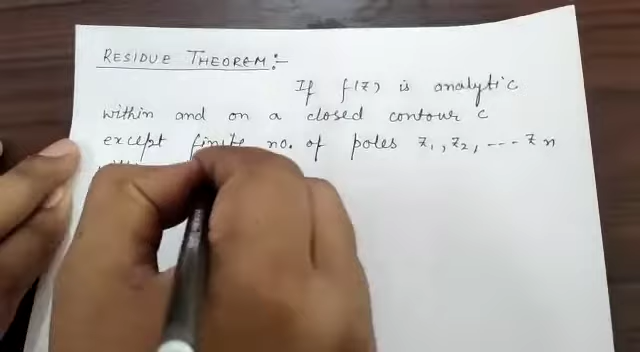 RESIDUE THEOREM:-
If f(z) is analytic
within and on a closed contour c
except finite no. of poles z₁, z₂, --- zn